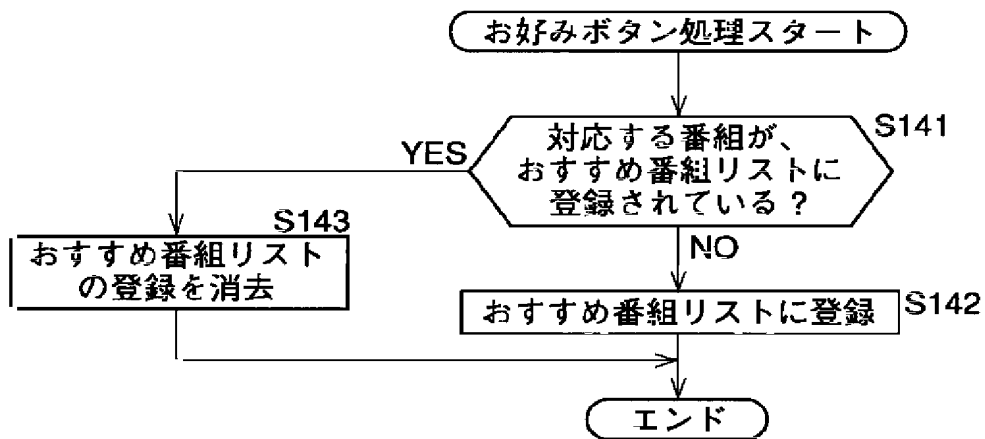 お好みボタン処理スタート
対応する番組が、
おすすめ番組リストに
登録されている？
S141
YES
NO
S143
おすすめ番組リスト
の登録を消去
おすすめ番組リストに登録
S142
エンド